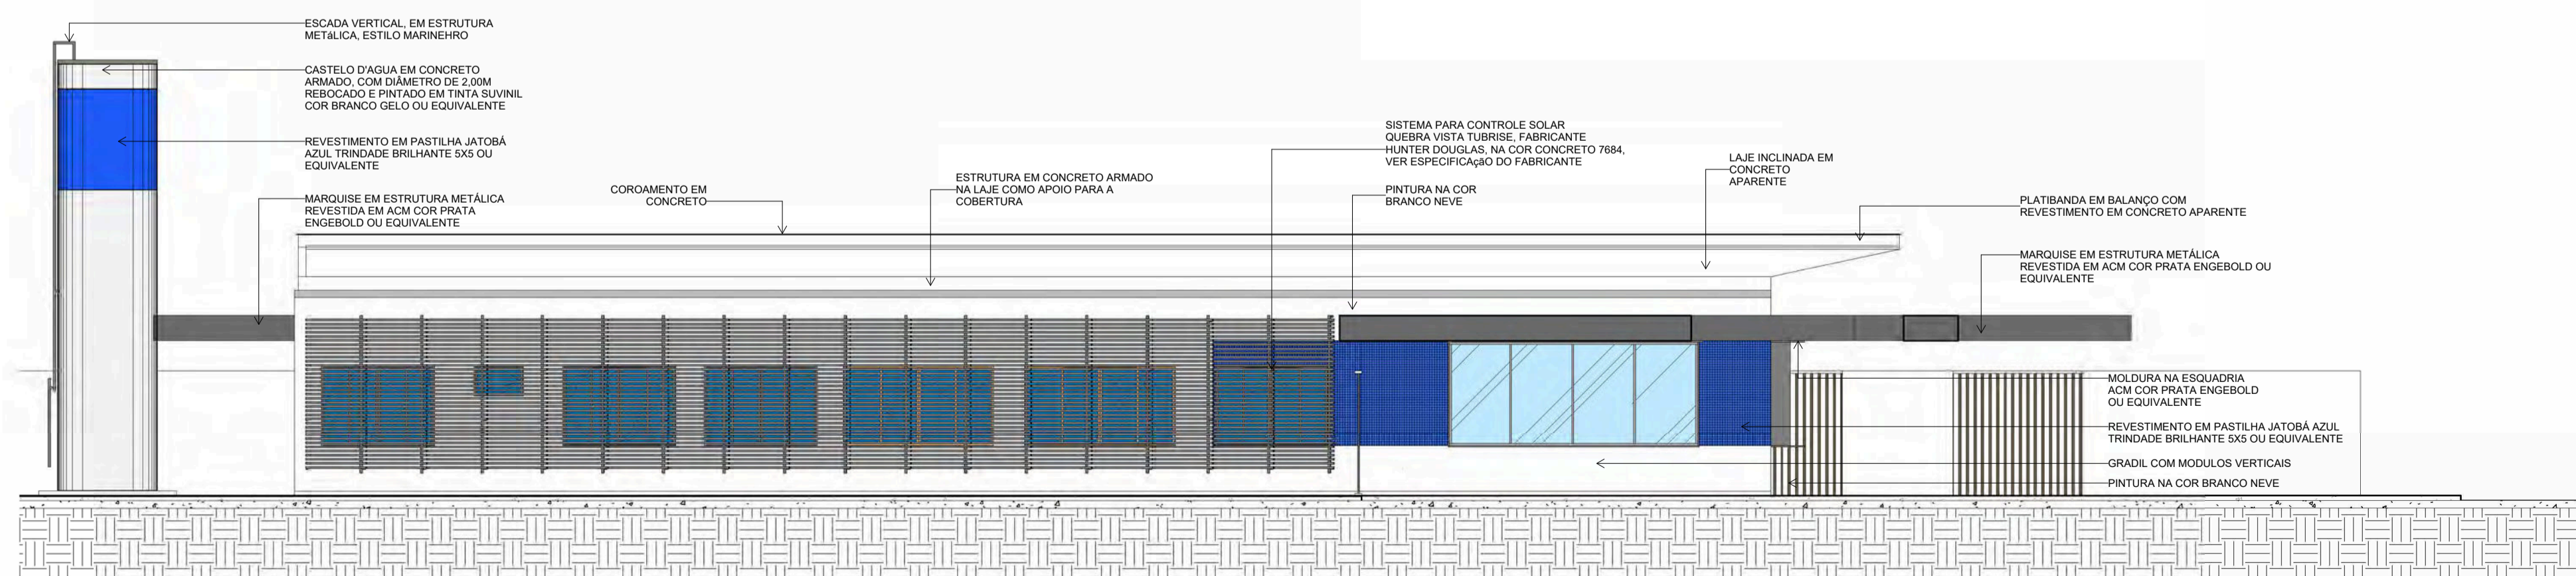 ESCADA VERTICAL, EM ESTRUTURA
METáLICA, ESTILO MARINEHRO
CASTELO D'AGUA EM CONCRETO
ARMADO, COM DIÂMETRO DE 2,00M
REBOCADO E PINTADO EM TINTA SUVINIL
COR BRANCO GELO OU EQUIVALENTE
REVESTIMENTO EM PASTILHA JATOBÁ
AZUL TRINDADE BRILHANTE 5X5 OU
EQUIVALENTE
MARQUISE EM ESTRUTURA METÁLICA
REVESTIDA EM ACM COR PRATA
ENGEBOLD OU EQUIVALENTE
COROAMENTO EM
CONCRETO
ESTRUTURA EM CONCRETO ARMADO
NA LAJE COMO APOIO PARA A
COBERTURA
SISTEMA PARA CONTROLE SOLAR
QUEBRA VISTA TUBRISE, FABRICANTE
HUNTER DOUGLAS, NA COR CONCRETO 7684,
VER ESPECIFICAçãO DO FABRICANTE
PINTURA NA COR
BRANCO NEVE
LAJE INCLINADA EM
CONCRETO
APARENTE
PLATIBANDA EM BALANÇO COM
REVESTIMENTO EM CONCRETO APARENTE
MARQUISE EM ESTRUTURA METÁLICA
REVESTIDA EM ACM COR PRATA ENGEBOLD OU
EQUIVALENTE
MOLDURA NA ESQUADRIA
ACM COR PRATA ENGEBOLD
OU EQUIVALENTE
REVESTIMENTO EM PASTILHA JATOBÁ AZUL
TRINDADE BRILHANTE 5X5 OU EQUIVALENTE
GRADIL COM MODULOS VERTICAIS
PINTURA NA COR BRANCO NEVE